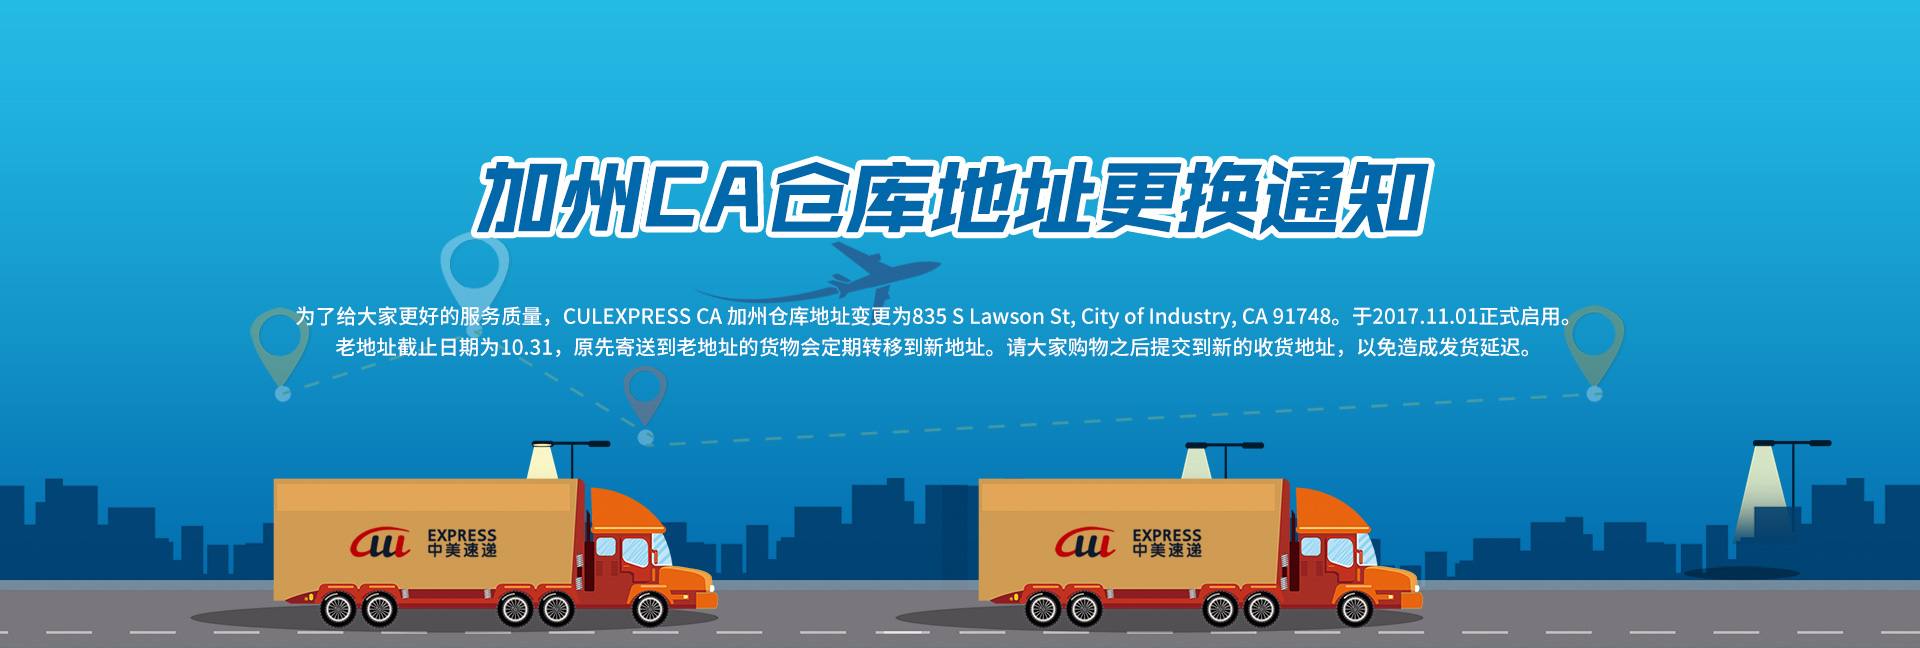 加州CA仓库地址更换通知
为了给大家更好的服务质量，CULEXPRESS CA 加州仓库地址变更为835 S Lawson St, City of Industry, CA 91748。于2017.11.01正式启用。
老地址截止日期为10.31，原先寄送到老地址的货物会定期转移到新地址。请大家购物之后提交到新的收货地址，以免造成发货延迟。
CUL EXPRESS
中美速递
CUL EXPRESS
中美速递